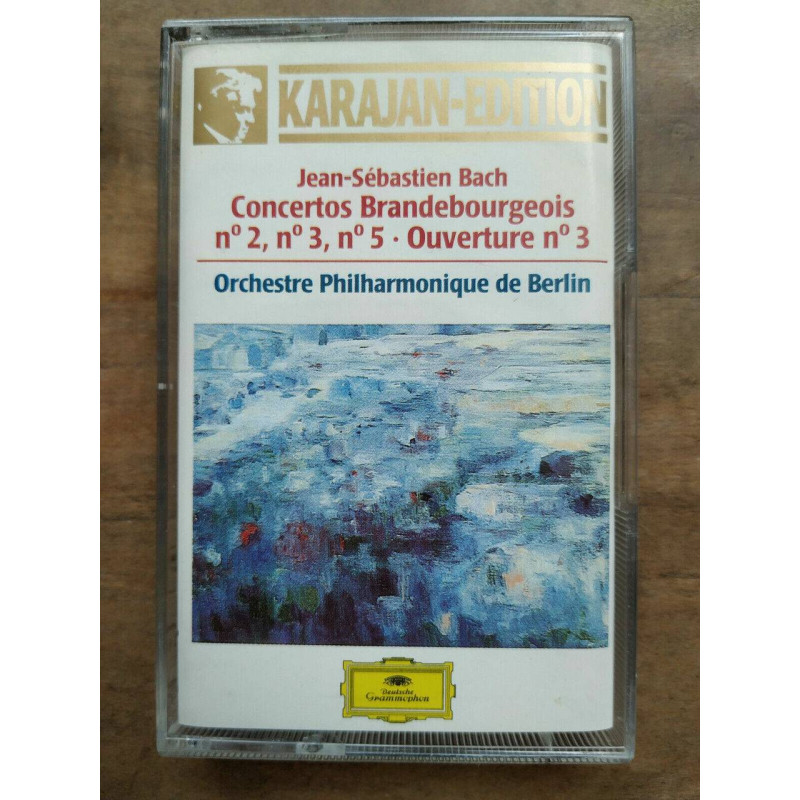 KARAJAN-EDITION
Jean-Sébastien Bach
Concertos Brandebourgeois
nº 2, nº 3, nº 5 · Ouverture nº 3
Orchestre Philharmonique de Berlin
Deutsche
Grammophon